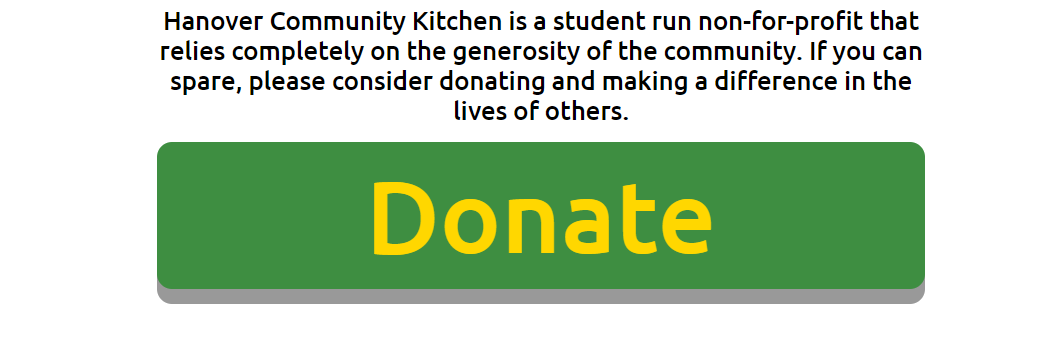 Hanover Community Kitchen is a student run non-for-profit that
relies completely on the generosity of the community. If you can
spare, please consider donating and making a difference in the
lives of others.
Donate